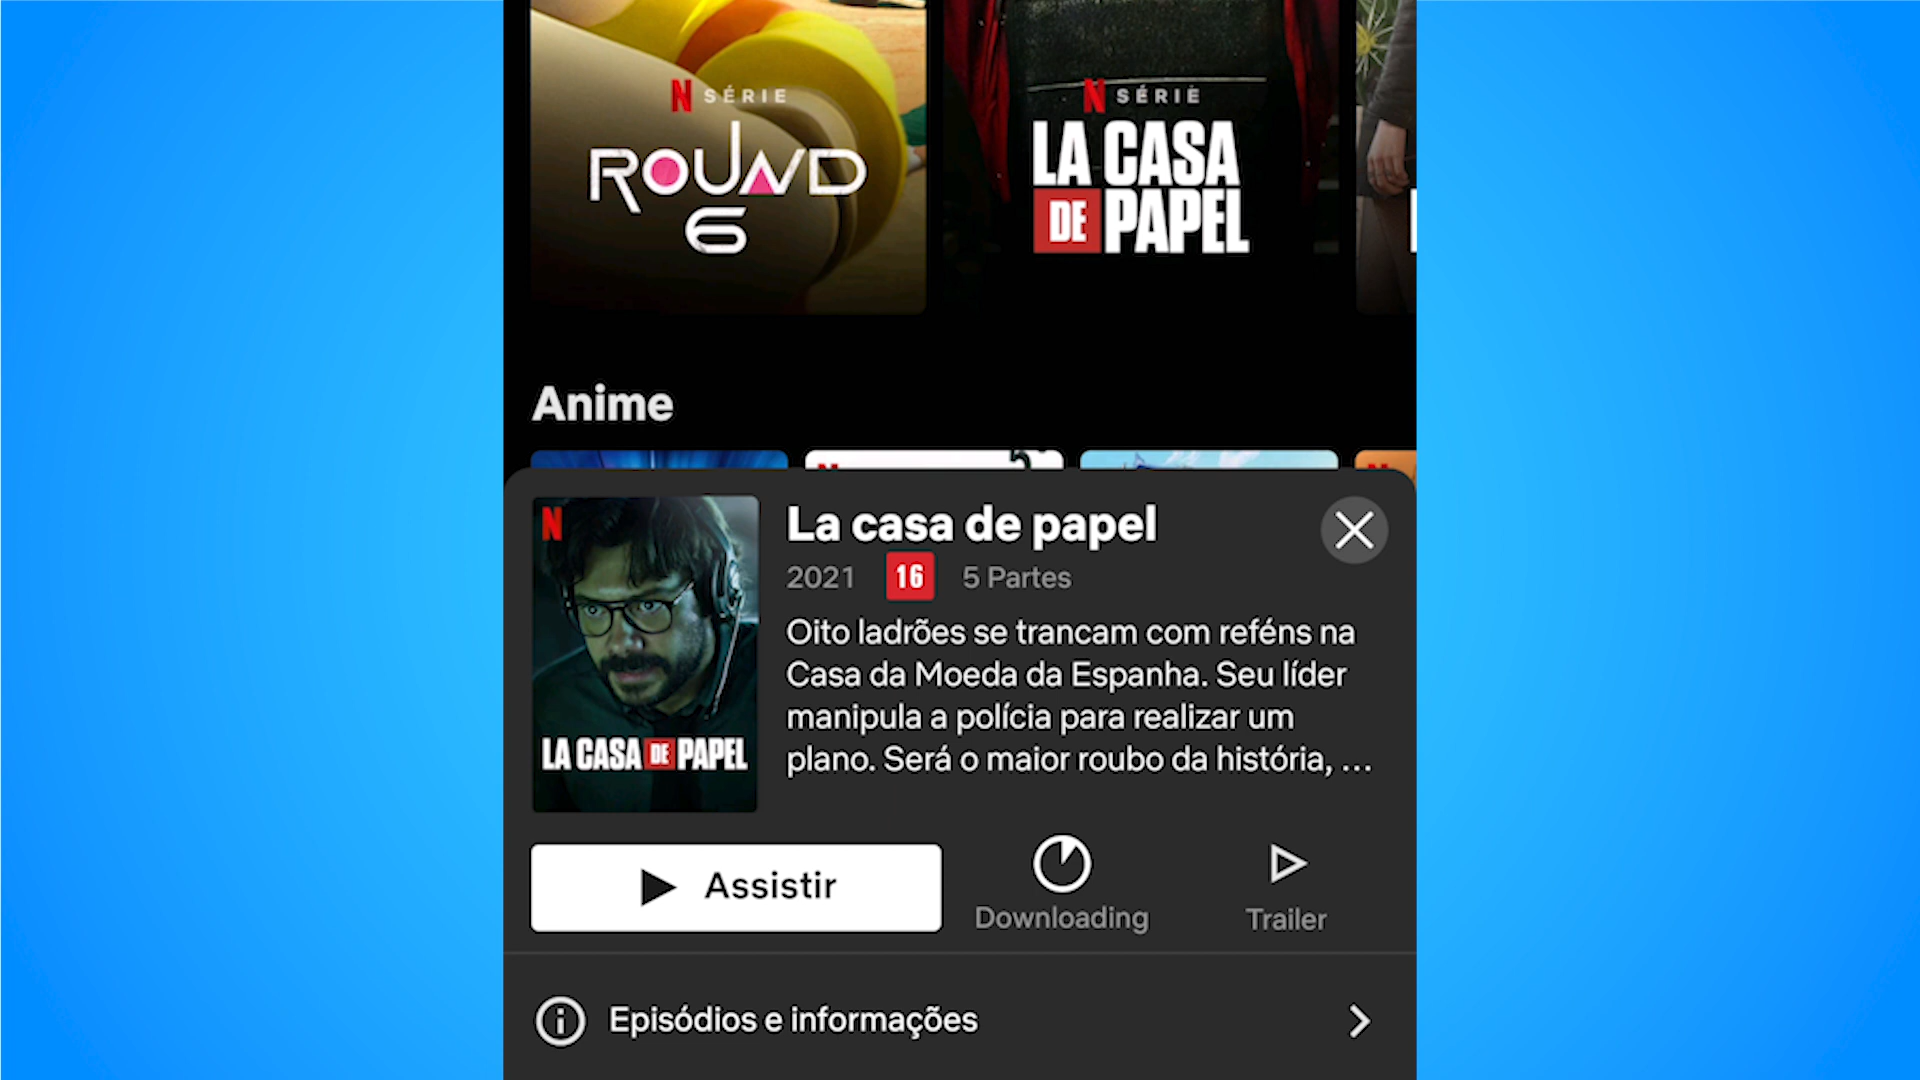 N SÉRIE
ROUND
6
N SÉRIE
LA CASA
DE PAPEL
Anime
N
LA CASA DE PAPEL
La casa de papel
2021 16 5 Partes
Oito ladrões se trancam com reféns na
Casa da Moeda da Espanha. Seu líder
manipula a polícia para realizar um
plano. Será o maior roubo da história, ...
Assistir
Downloading
Trailer
Episódios e informações